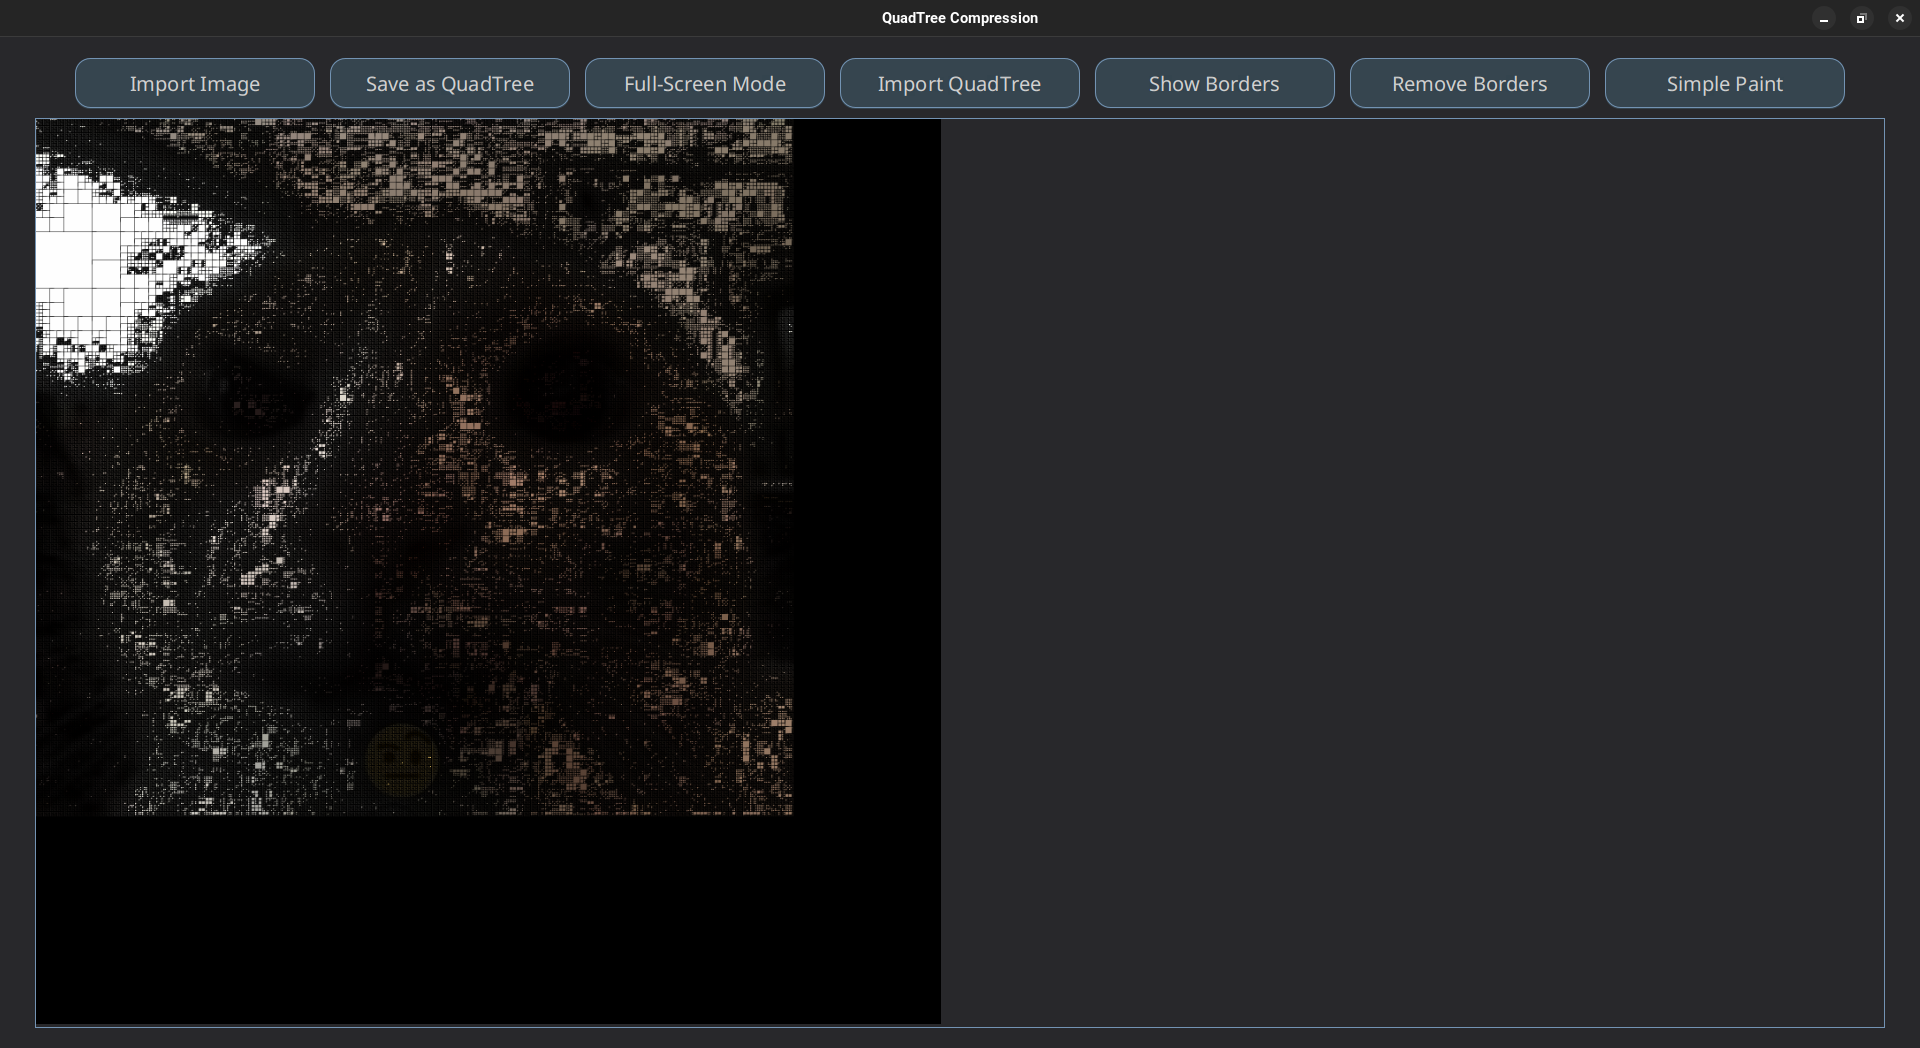 QuadTree Compression
Import Image
Save as QuadTree
Full-Screen Mode
Import QuadTree
Show Borders
Remove Borders
Simple Paint